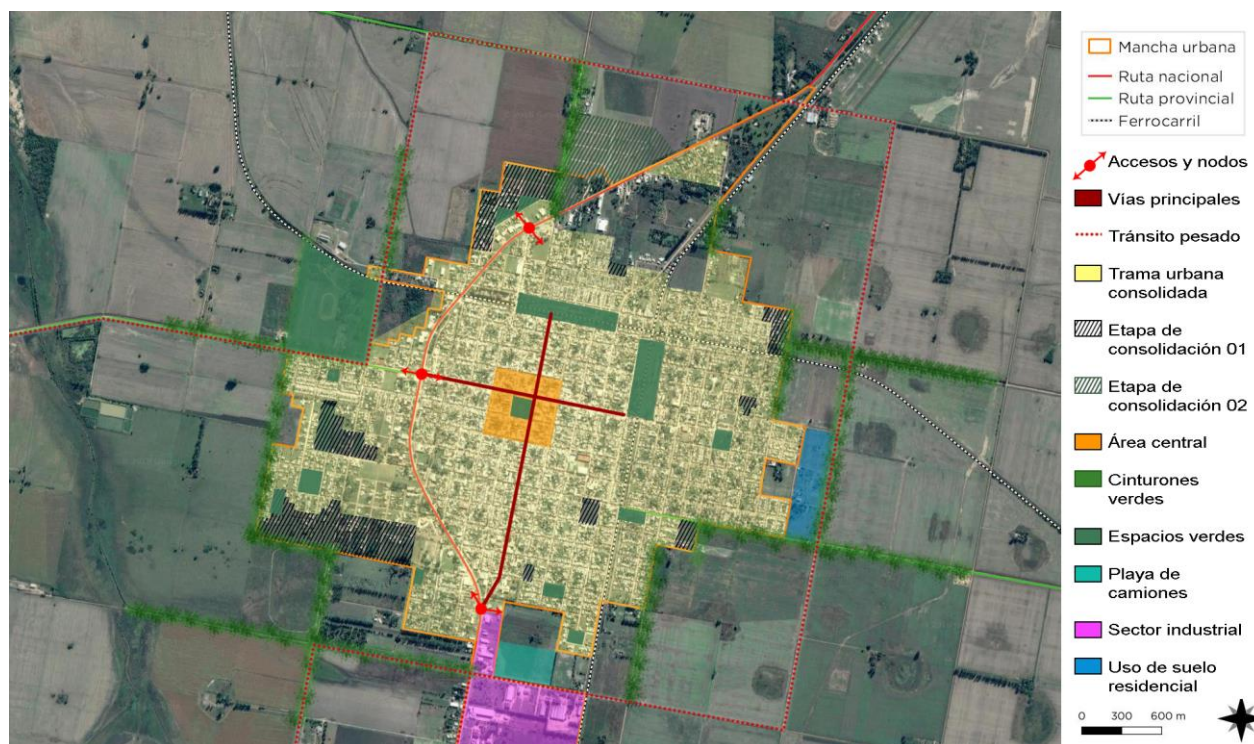 Mancha urbana
Ruta nacional
Ruta provincial
Ferrocarril
Accesos y nodos
Vías principales
Tránsito pesado
Trama urbana
consolidada
Etapa de
consolidación 01
Etapa de
consolidación 02
Área central
Cinturones
verdes
Espacios verdes
Playa de
camiones
Sector industrial
Uso de suelo
residencial
0 300 600 m